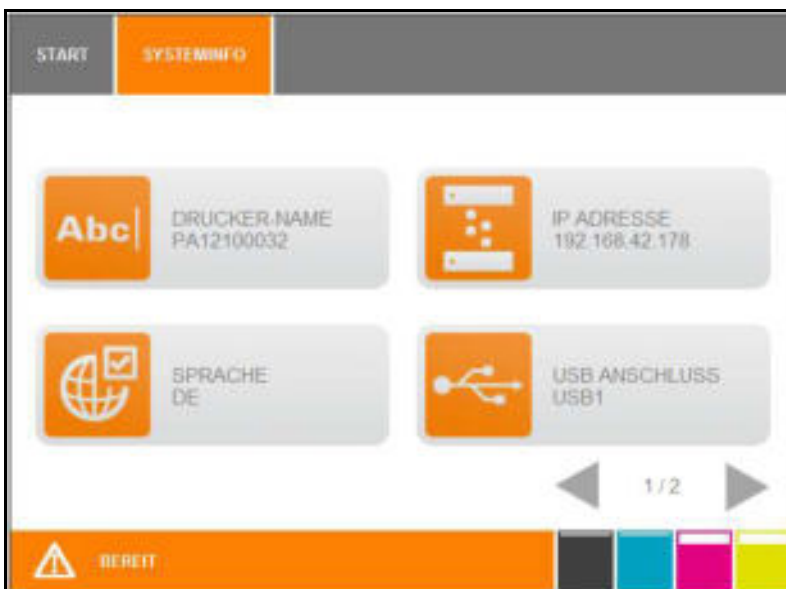 START
SYSTEMINFO
Abc
DRUCKER-NAME
PA12100032
IP ADRESSE
192.168.42.178
SPRACHE
DE
USB ANSCHLUSS
USB1
1 / 2
BEREIT